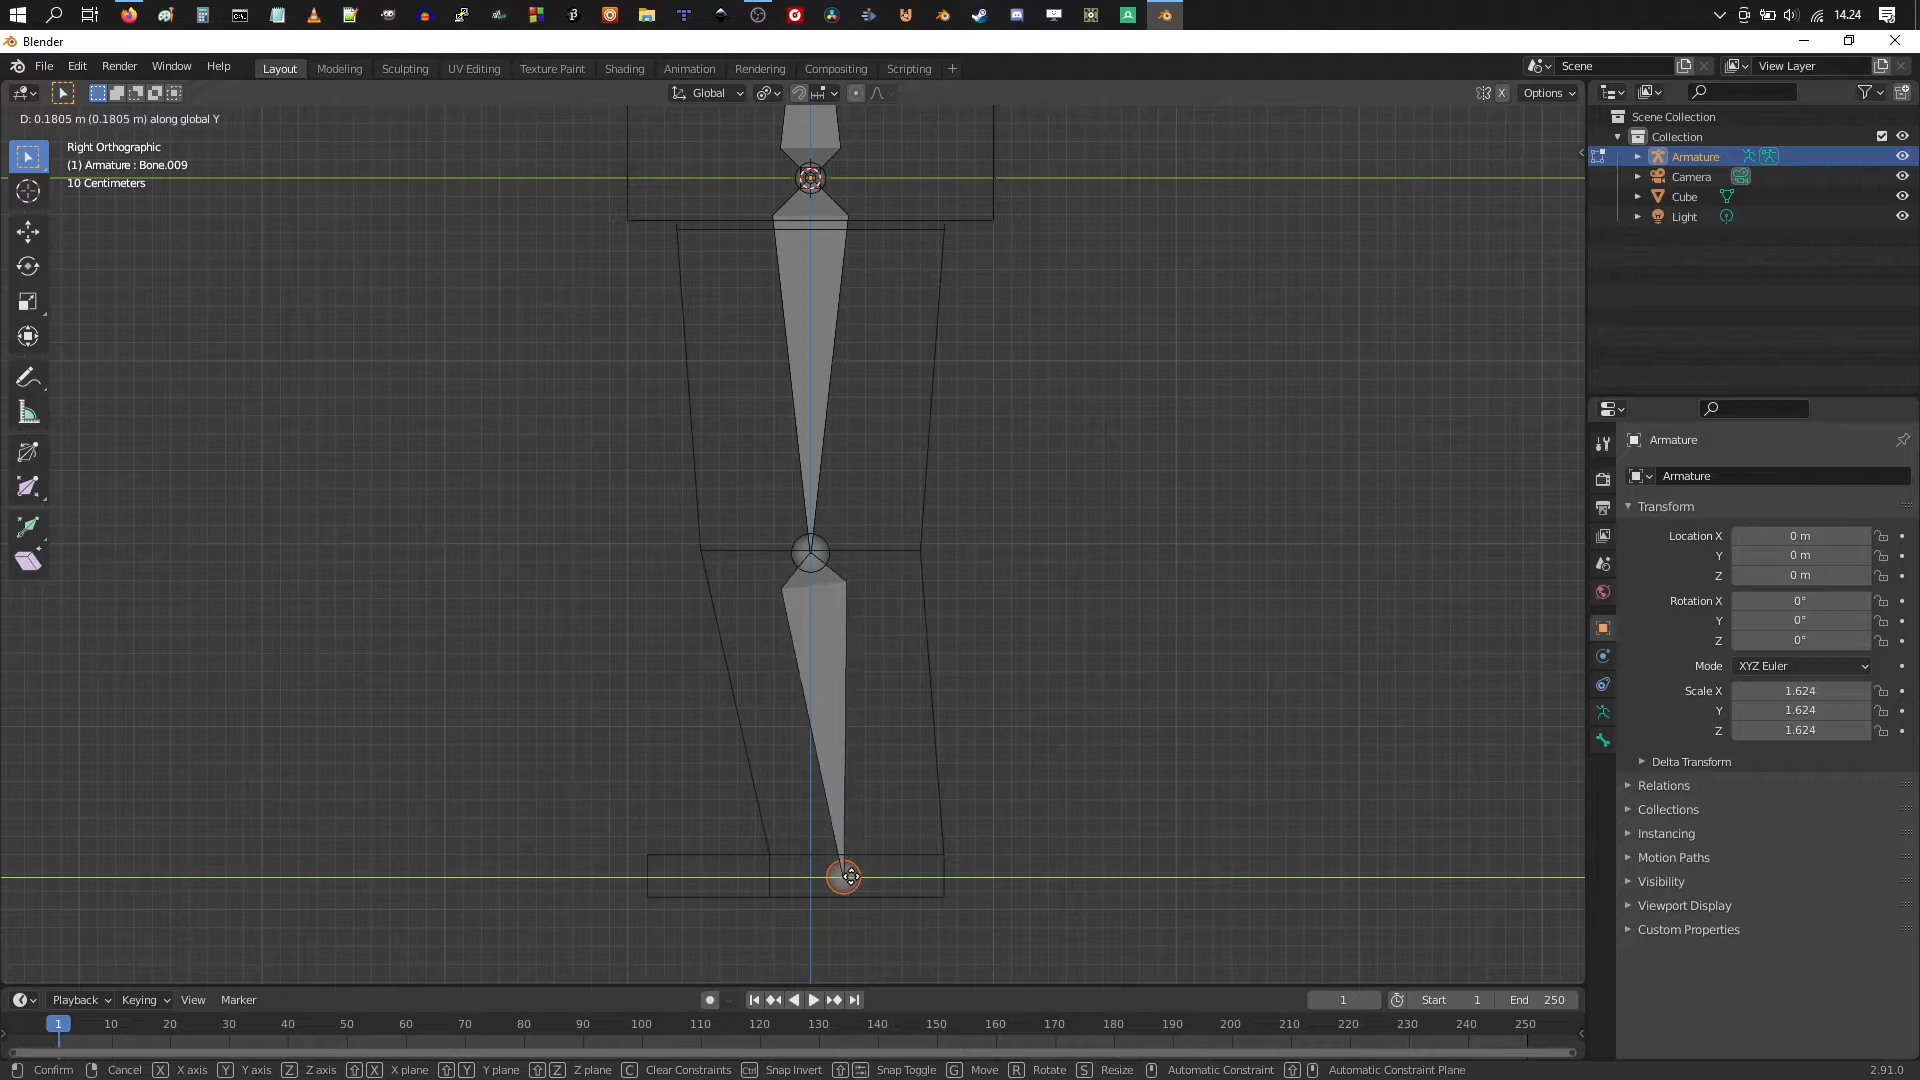 14.24
Blender
File Edit Render Window Help
Layout Modeling Sculpting UV Editing Texture Paint Shading Animation Rendering Compositing Scripting +
Scene
View Layer
Global
X
Options
D: 0.1805 m (0.1805 m) along global Y
Right Orthographic
(1) Armature : Bone.009
10 Centimeters
Scene Collection
Collection
Armature
Camera
Cube
Light
Armature
Armature
Transform
Location X 0 m
Y 0 m
Z 0 m
Rotation X 0°
Y 0°
Z 0°
Mode XYZ Euler
Scale X 1.624
Y 1.624
Z 1.624
Delta Transform
Relations
Collections
Instancing
Motion Paths
Visibility
Viewport Display
Custom Properties
Playback Keying View Marker
1 Start 1 End 250
1 10 20 30 40 50 60 70 80 90 100 110 120 130 140 150 160 170 180 190 200 210 220 230 240 250
Confirm Cancel X X axis Y Y axis Z Z axis X X plane Y Y plane Z Z plane C Clear Constraints Ctrl Snap Invert Snap Toggle G Move R Rotate S Resize Automatic Constraint Automatic Constraint Plane 2.91.0